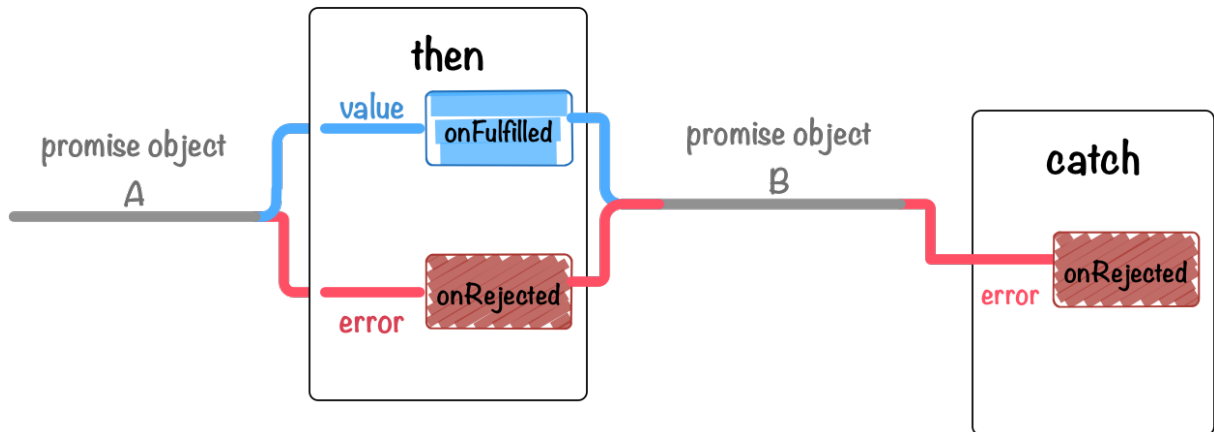 promise object
A
then
value
onFulfilled
onRejected
error
promise object
B
catch
onRejected
error